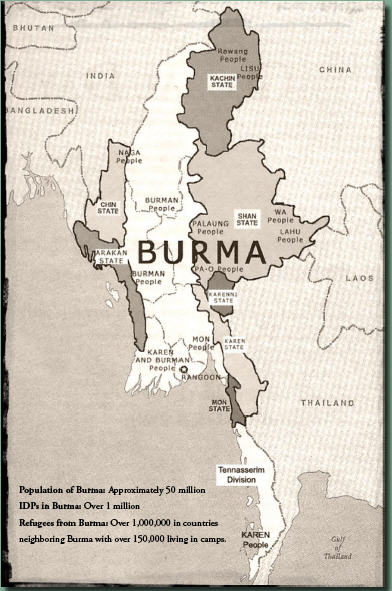 BHUTAN
INDIA
CHINA
BANGLADESH
Rawang
People
LISU
People
KACHIN
STATE
NAGA
People
CHIN
STATE
BURMAN
People
PALAUNG
People
SHAN
STATE
WA
People
LAHU
People
ARAKAN
STATE
BURMA
BURMAN
People
PA-O People
LAOS
KARENNI
STATE
MON
People
KAREN
STATE
KAREN
AND BURMAN
People
RANGOON
MON
STATE
THAILAND
Tennasserim
Division
KAREN
People
Gulf
of
Thailand
Population of Burma: Approximately 50 million
IDPs in Burma: Over 1 million
Refugees from Burma: Over 1,000,000 in countries
neighboring Burma with over 150,000 living in camps.